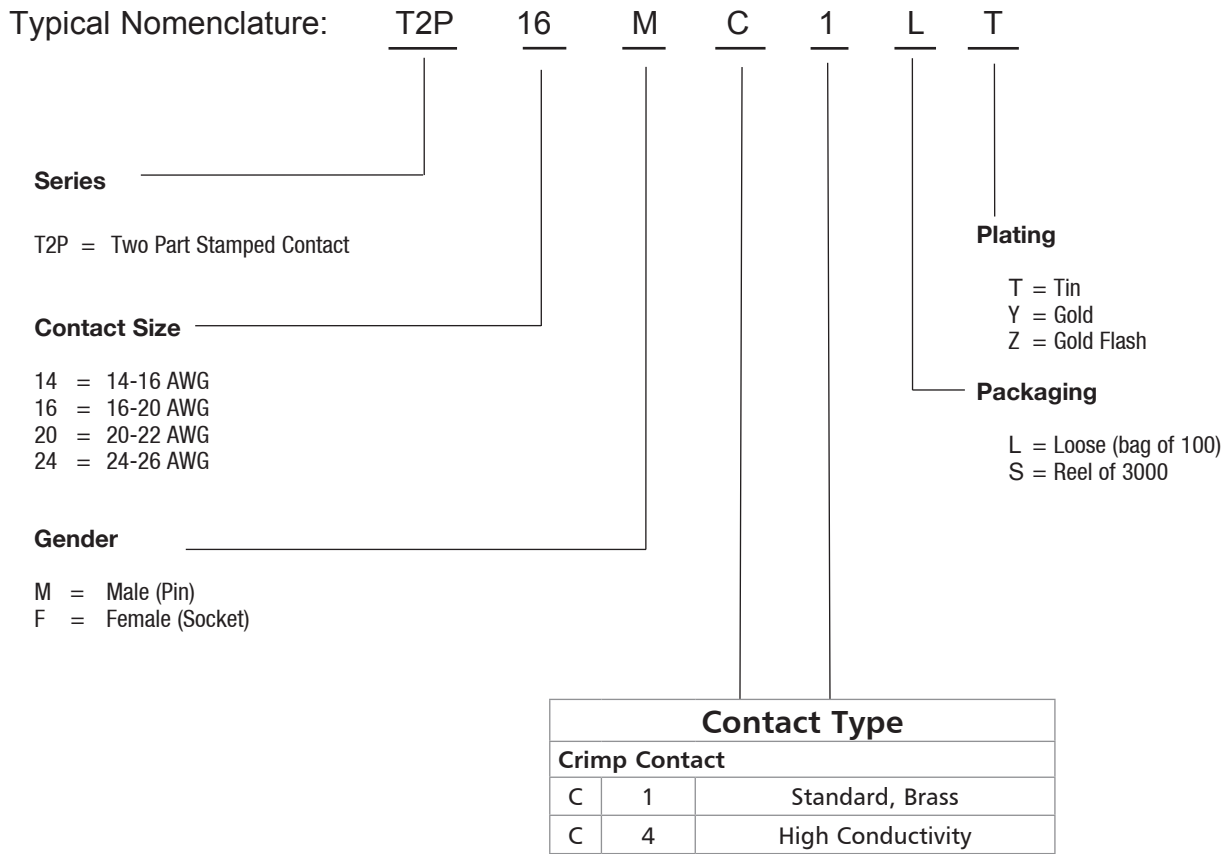 Typical Nomenclature: T2P 16 M C 1 L T
Series
T2P = Two Part Stamped Contact
Contact Size
14 = 14-16 AWG
16 = 16-20 AWG
20 = 20-22 AWG
24 = 24-26 AWG
Gender
M = Male (Pin)
F = Female (Socket)
Plating
T = Tin
Y = Gold
Z = Gold Flash
Packaging
L = Loose (bag of 100)
S = Reel of 3000
Contact Type
Crimp Contact
C 1 Standard, Brass
C 4 High Conductivity